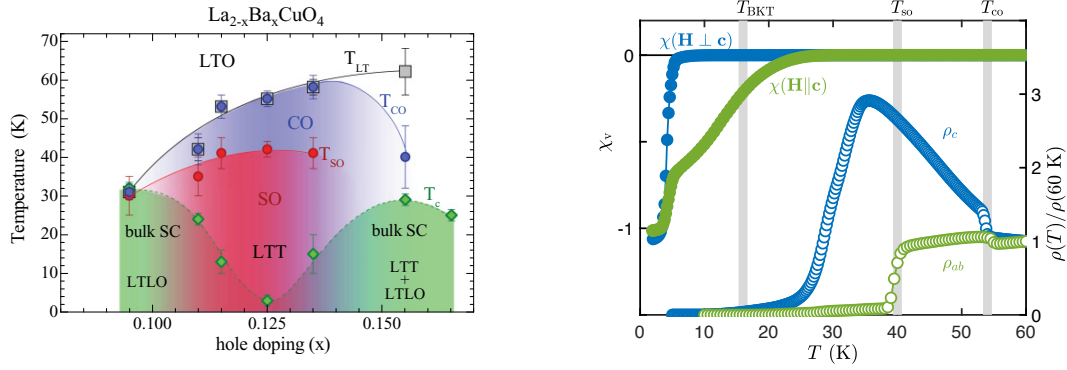 La2-xBaxCuO4
70
60
50
40
30
20
10
0
Temperature (K)
LTO
TLT
CO
TCO
TSO
SO
Tc
bulk SC
bulk SC
LTT
LTLO
LTT
+
LTLO
0.100
0.125
0.150
hole doping (x)
TBKT
Tso
Tco
χ(H ⊥ c)
χ(H∥c)
0
-1
χv
ρc
ρab
3
2
1
0
ρ(T)/ρ(60 K)
0
10
20
30
40
50
60
T (K)